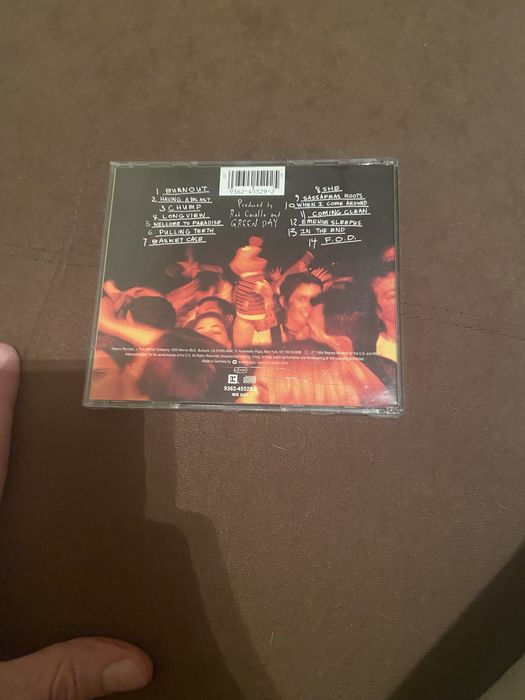 9362-45529-2
1 BURNOUT
2. HAVING A BLAST
3 CHUMP
4. LONGVIEW
5. WELCOME TO PARADISE
6 PULLING TEETH
7 BASKET CASE
Produced by
Rob Cavallo and
GREEN DAY
8. SHE
9 SASSAFRAS ROOTS
10 WHEN I COME AROUND
11 COMING CLEAN
12 EMENIUS SLEEPUS
13 IN THE END
14 F.O.D.
Made in Germany by
9362-45529-2
WE 833